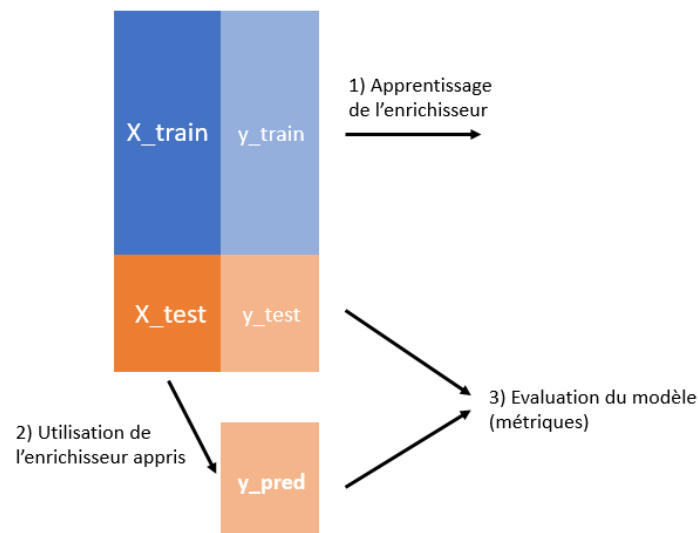 1) Apprentissage
de l'enrichisseur
X_train
y_train
X_test
y_test
3) Evaluation du modèle
(métriques)
2) Utilisation de
l'enrichisseur appris
y_pred